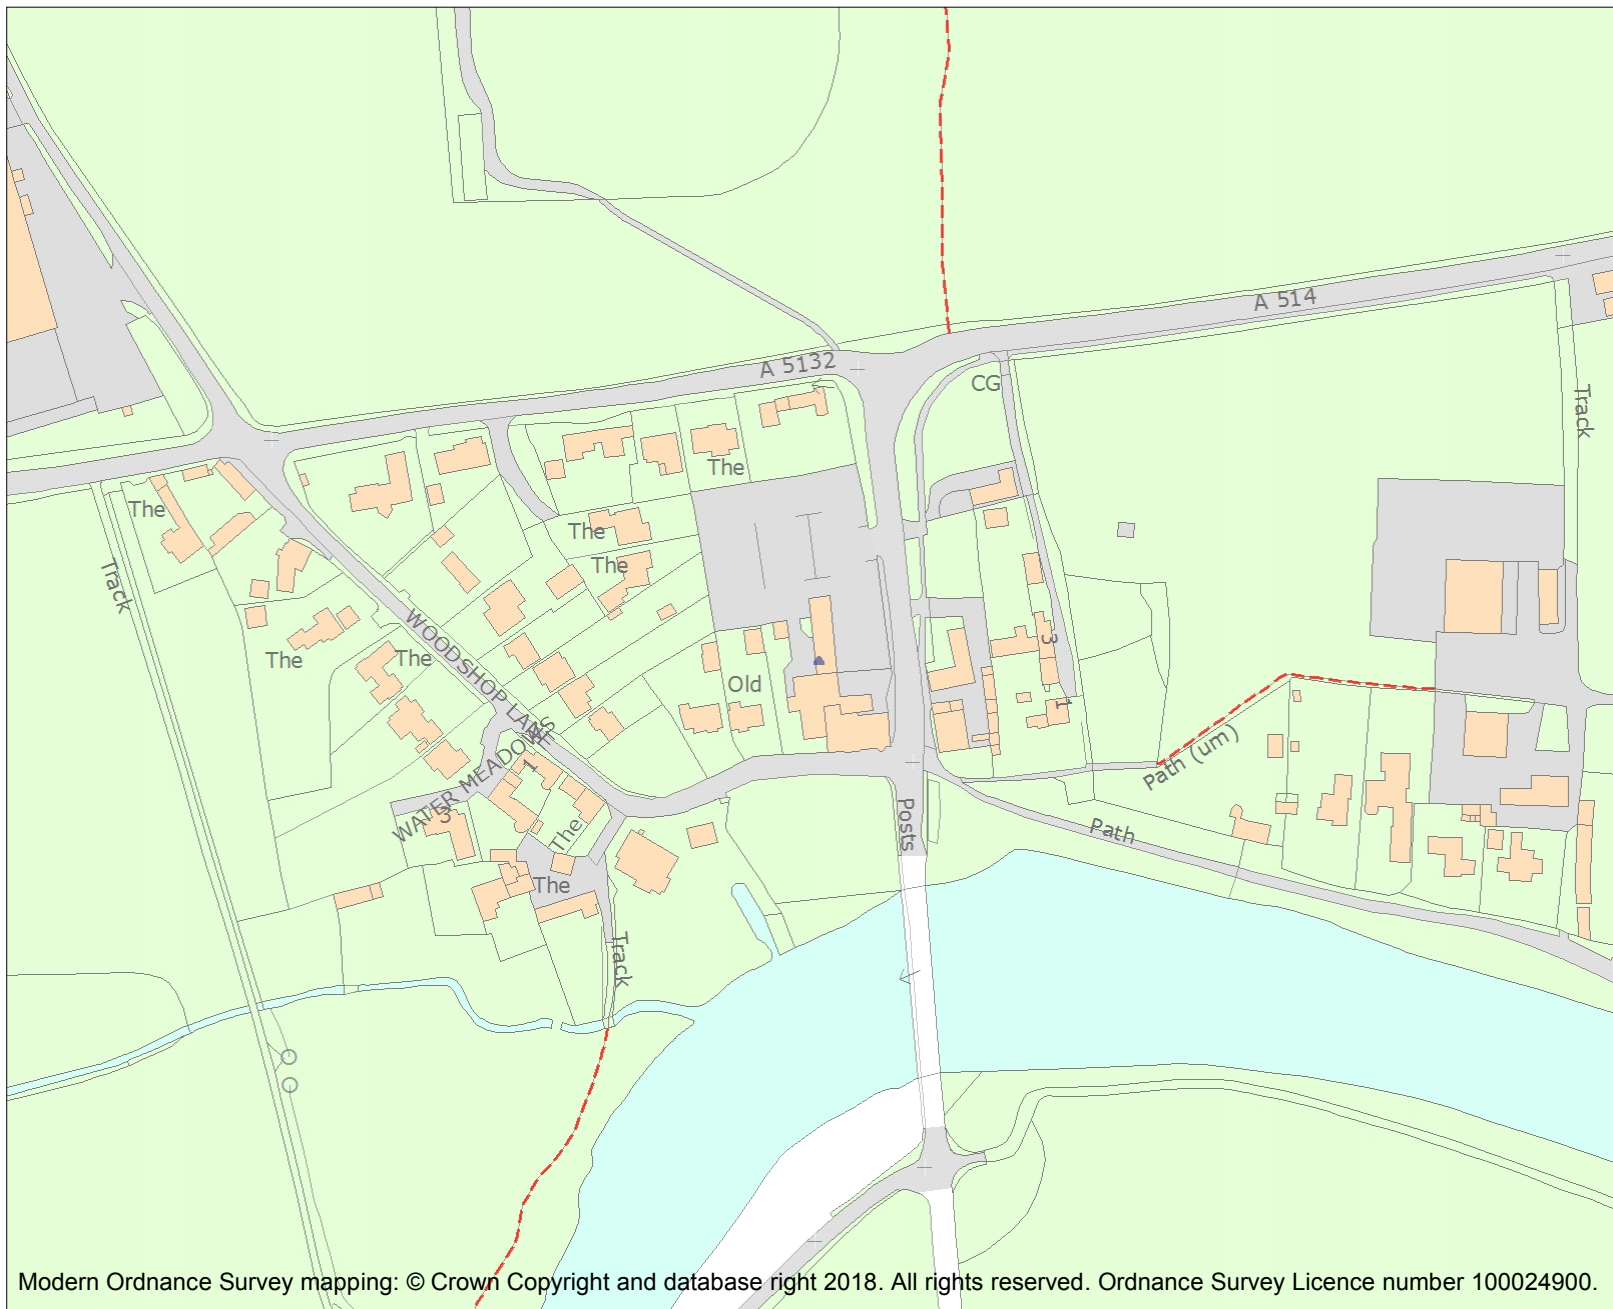 A 514
A 5132
CG
Track
The
The
The
The
The
Track
WOODSHOP LANE
The
The
3
Old
1
WATER MEADOWS
1
3
Path (um)
Posts
Path
The
The
Track
Modern Ordnance Survey mapping: © Crown Copyright and database right 2018. All rights reserved. Ordnance Survey Licence number 100024900.